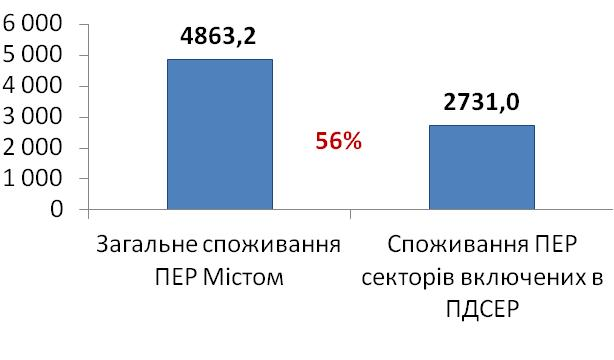 6 000
5 000
4 000
3 000
2 000
1 000
0
4863,2
2731,0
56%
Загальне споживання
ПЕР Містом
Споживання ПЕР
секторів включених в
ПДСЕР